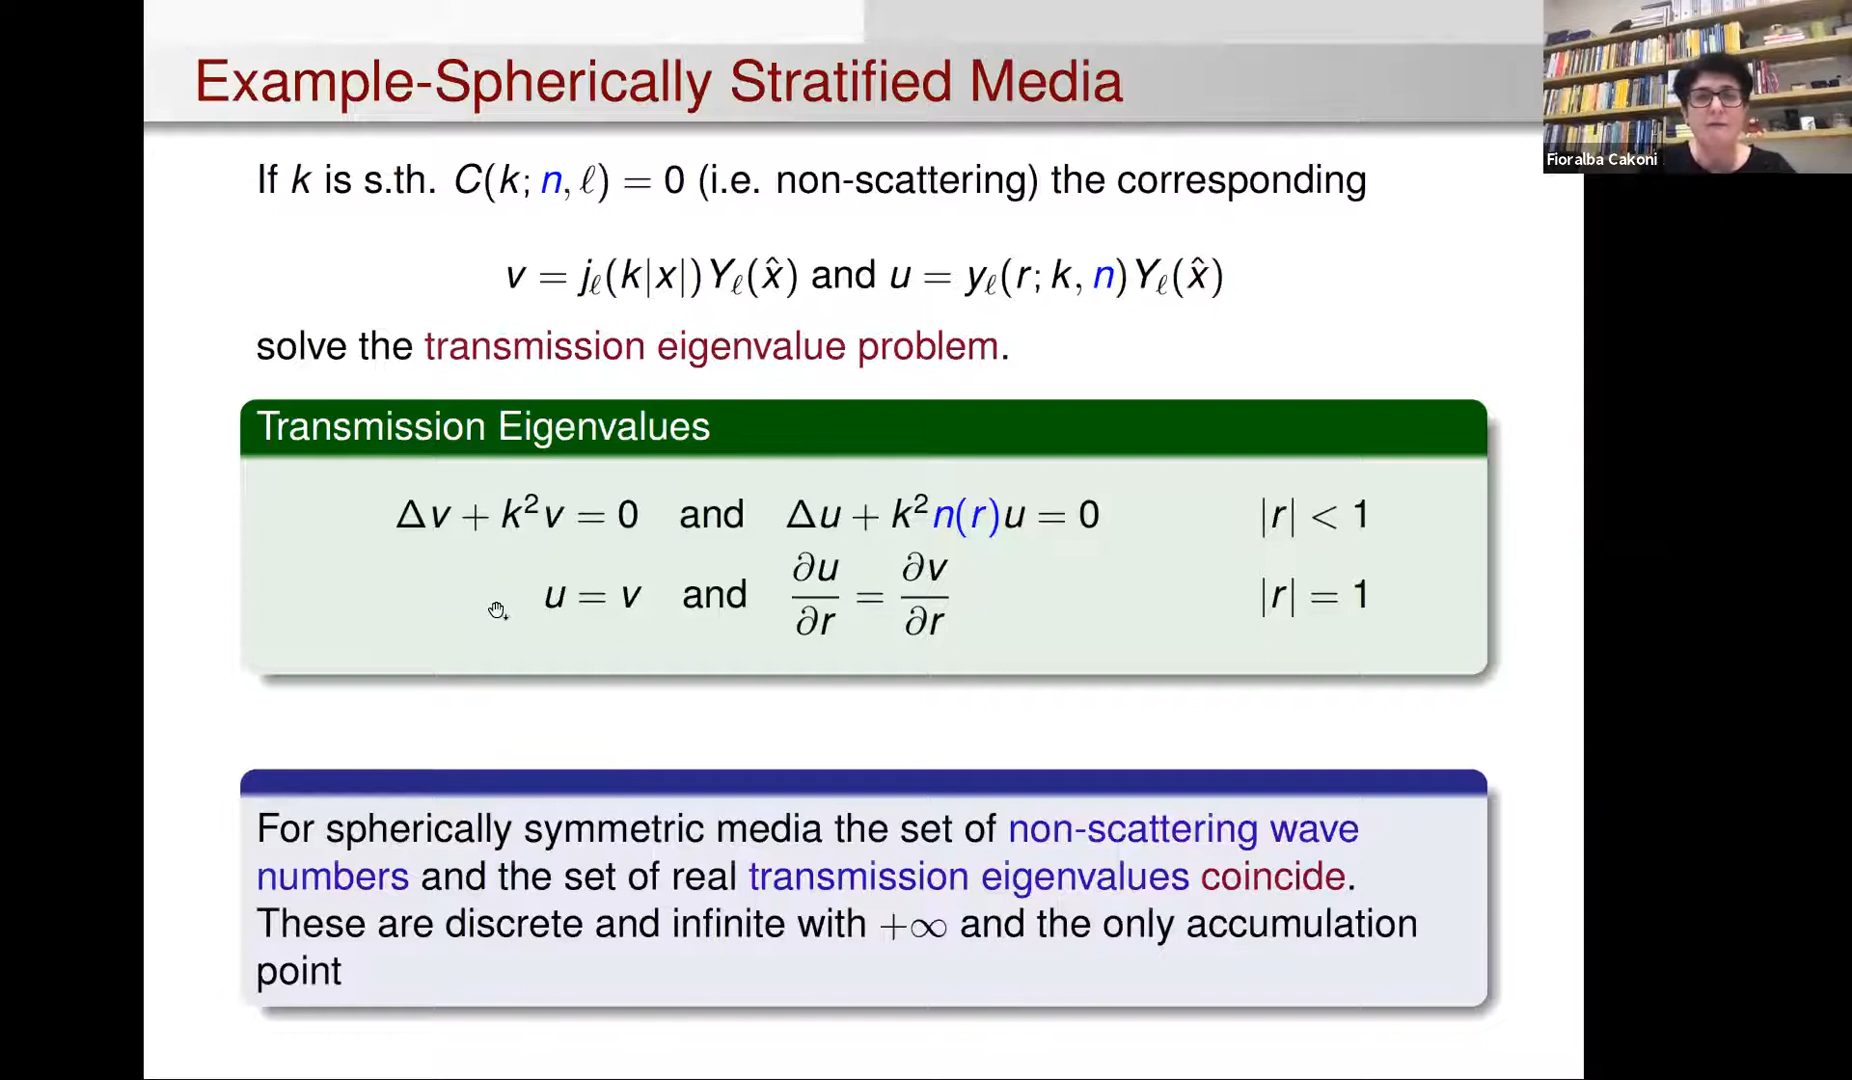 Example-Spherically Stratified Media
Fioralba Cakoni
If k is s.th. C(k; n, ℓ) = 0 (i.e. non-scattering) the corresponding
v = jℓ(k|x|)Yℓ(x̂) and u = yℓ(r; k, n)Yℓ(x̂)
solve the transmission eigenvalue problem.
Transmission Eigenvalues
Δv + k²v = 0 and Δu + k²n(r)u = 0 |r| < 1
u = v and ∂u/∂r = ∂v/∂r |r| = 1
For spherically symmetric media the set of non-scattering wave
numbers and the set of real transmission eigenvalues coincide.
These are discrete and infinite with +∞ and the only accumulation
point